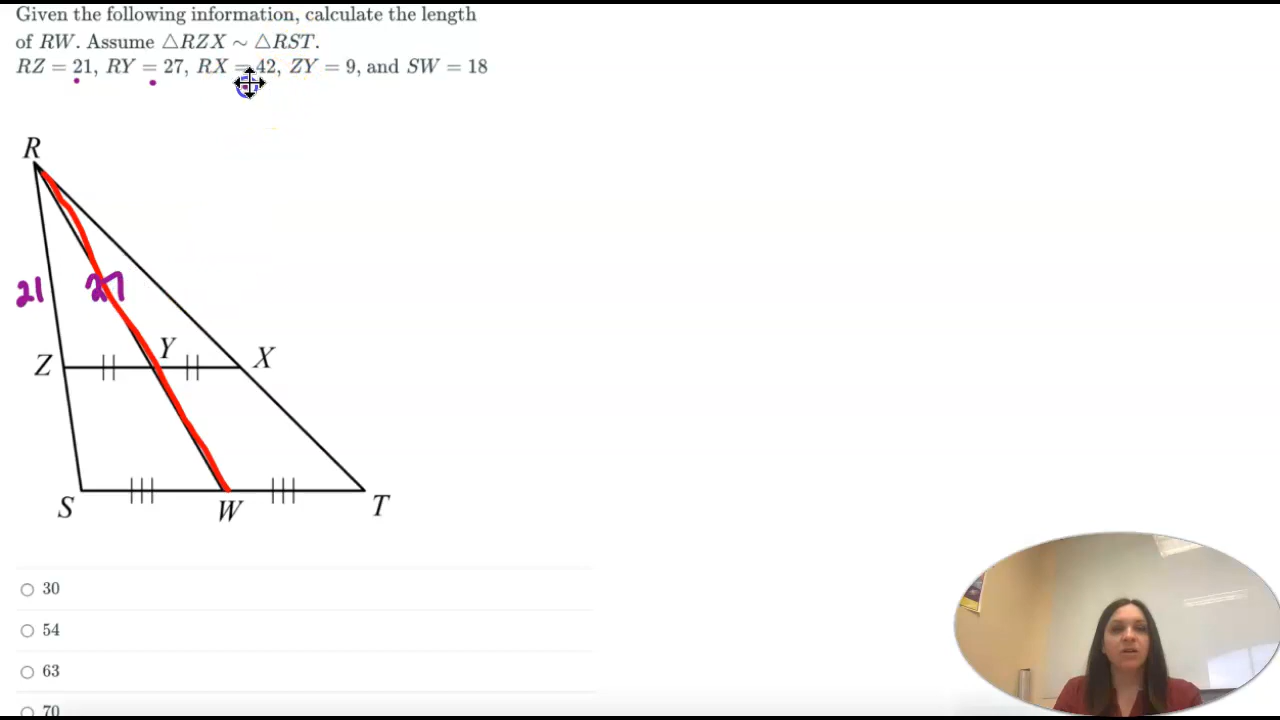 Given the following information, calculate the length
of RW. Assume △RZX ∼ △RST.
RZ = 21, RY = 27, RX = 42, ZY = 9, and SW = 18
R
21
27
Z
Y
X
S
W
T
30
54
63
70